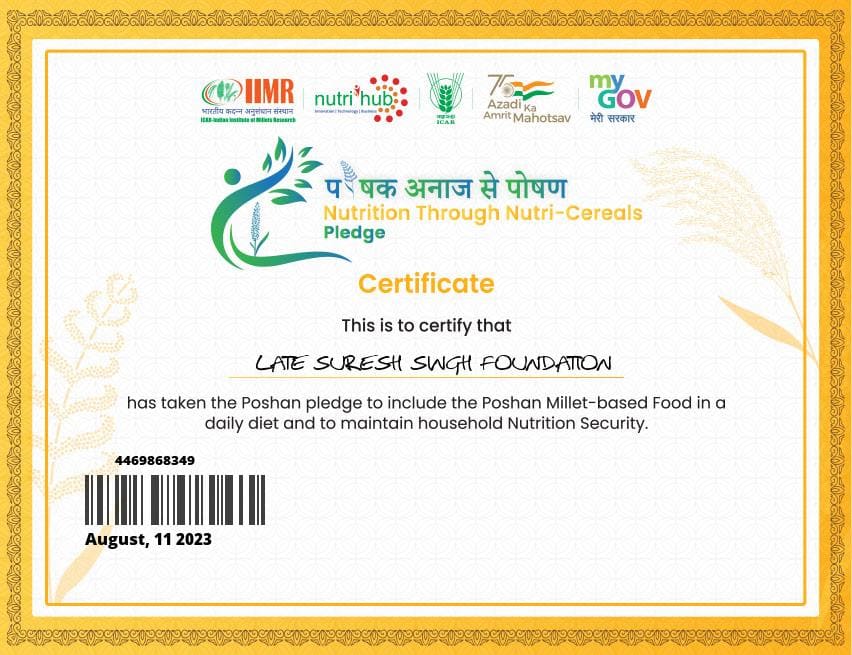 IIMR
भारतीय कदन्न अनुसंधान संस्थान
ICAR-Indian Institute of Millets Research
nutri hub
Innovation | Technology | Business
ICAR
75
Azadi Ka
Amrit Mahotsav
my
GOV
मेरी सरकार
पोषक अनाज से पोषण
Nutrition Through Nutri-Cereals
Pledge
Certificate
This is to certify that
LATE SURESH SINGH FOUNDATION
has taken the Poshan pledge to include the Poshan Millet-based Food in a
daily diet and to maintain household Nutrition Security.
4469868349
August, 11 2023